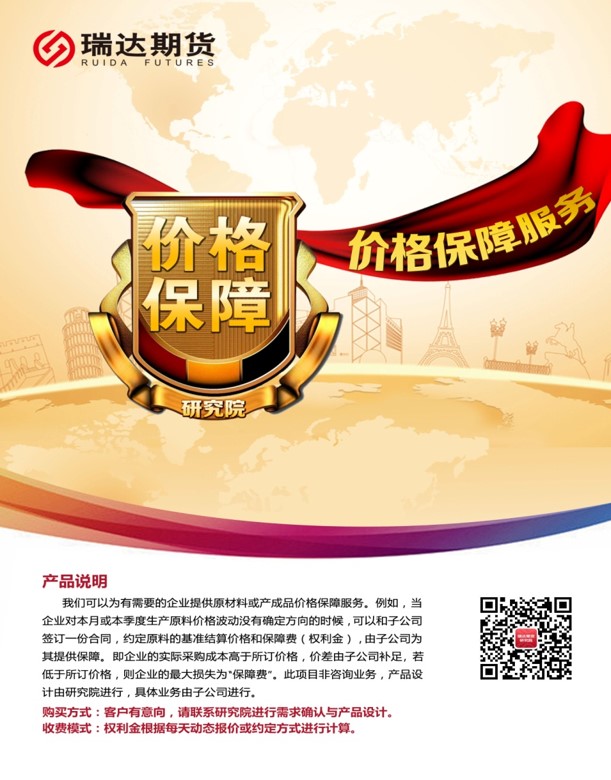 瑞达期货
RUIDA FUTURES
价格保障服务
价格
保障
研究院
产品说明
我们可以为有需要的企业提供原材料或产成品价格保障服务。例如，当
企业对本月或本季度生产原料价格波动没有确定方向的时候，可以和子公司
签订一份合同，约定原料的基准结算价格和保障费（权利金），由子公司为
其提供保障。即企业的实际采购成本高于所订价格，价差由子公司补足，若
低于所订价格，则企业的最大损失为“保障费”。此项目非咨询业务，产品设
计由研究院进行，具体业务由子公司进行。
购买方式：客户有意向，请联系研究院进行需求确认与产品设计。
收费模式：权利金根据每天动态报价或约定方式进行计算。
瑞达期货
研究院